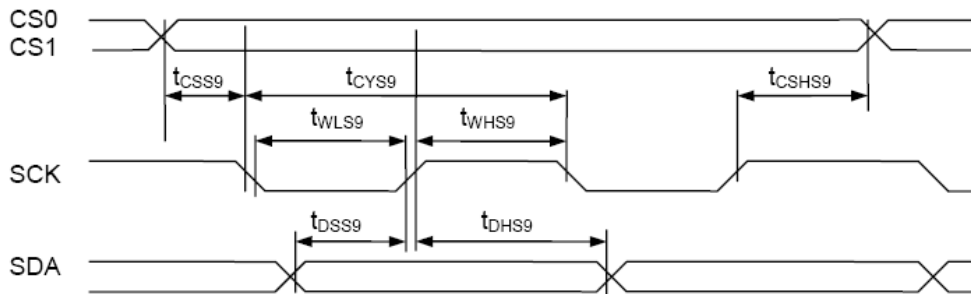 CS0
CS1
tCSS9 tCYS9 tCSHS9
tWLS9 tWHS9
SCK
tDSS9 tDHS9
SDA